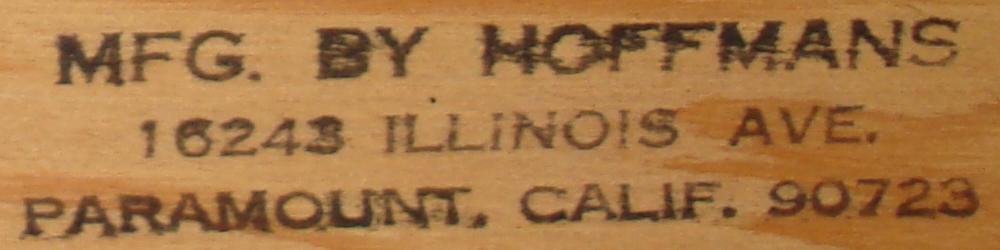 MFG. BY HOFFMANS
16243 ILLINOIS AVE.
PARAMOUNT, CALIF. 90723